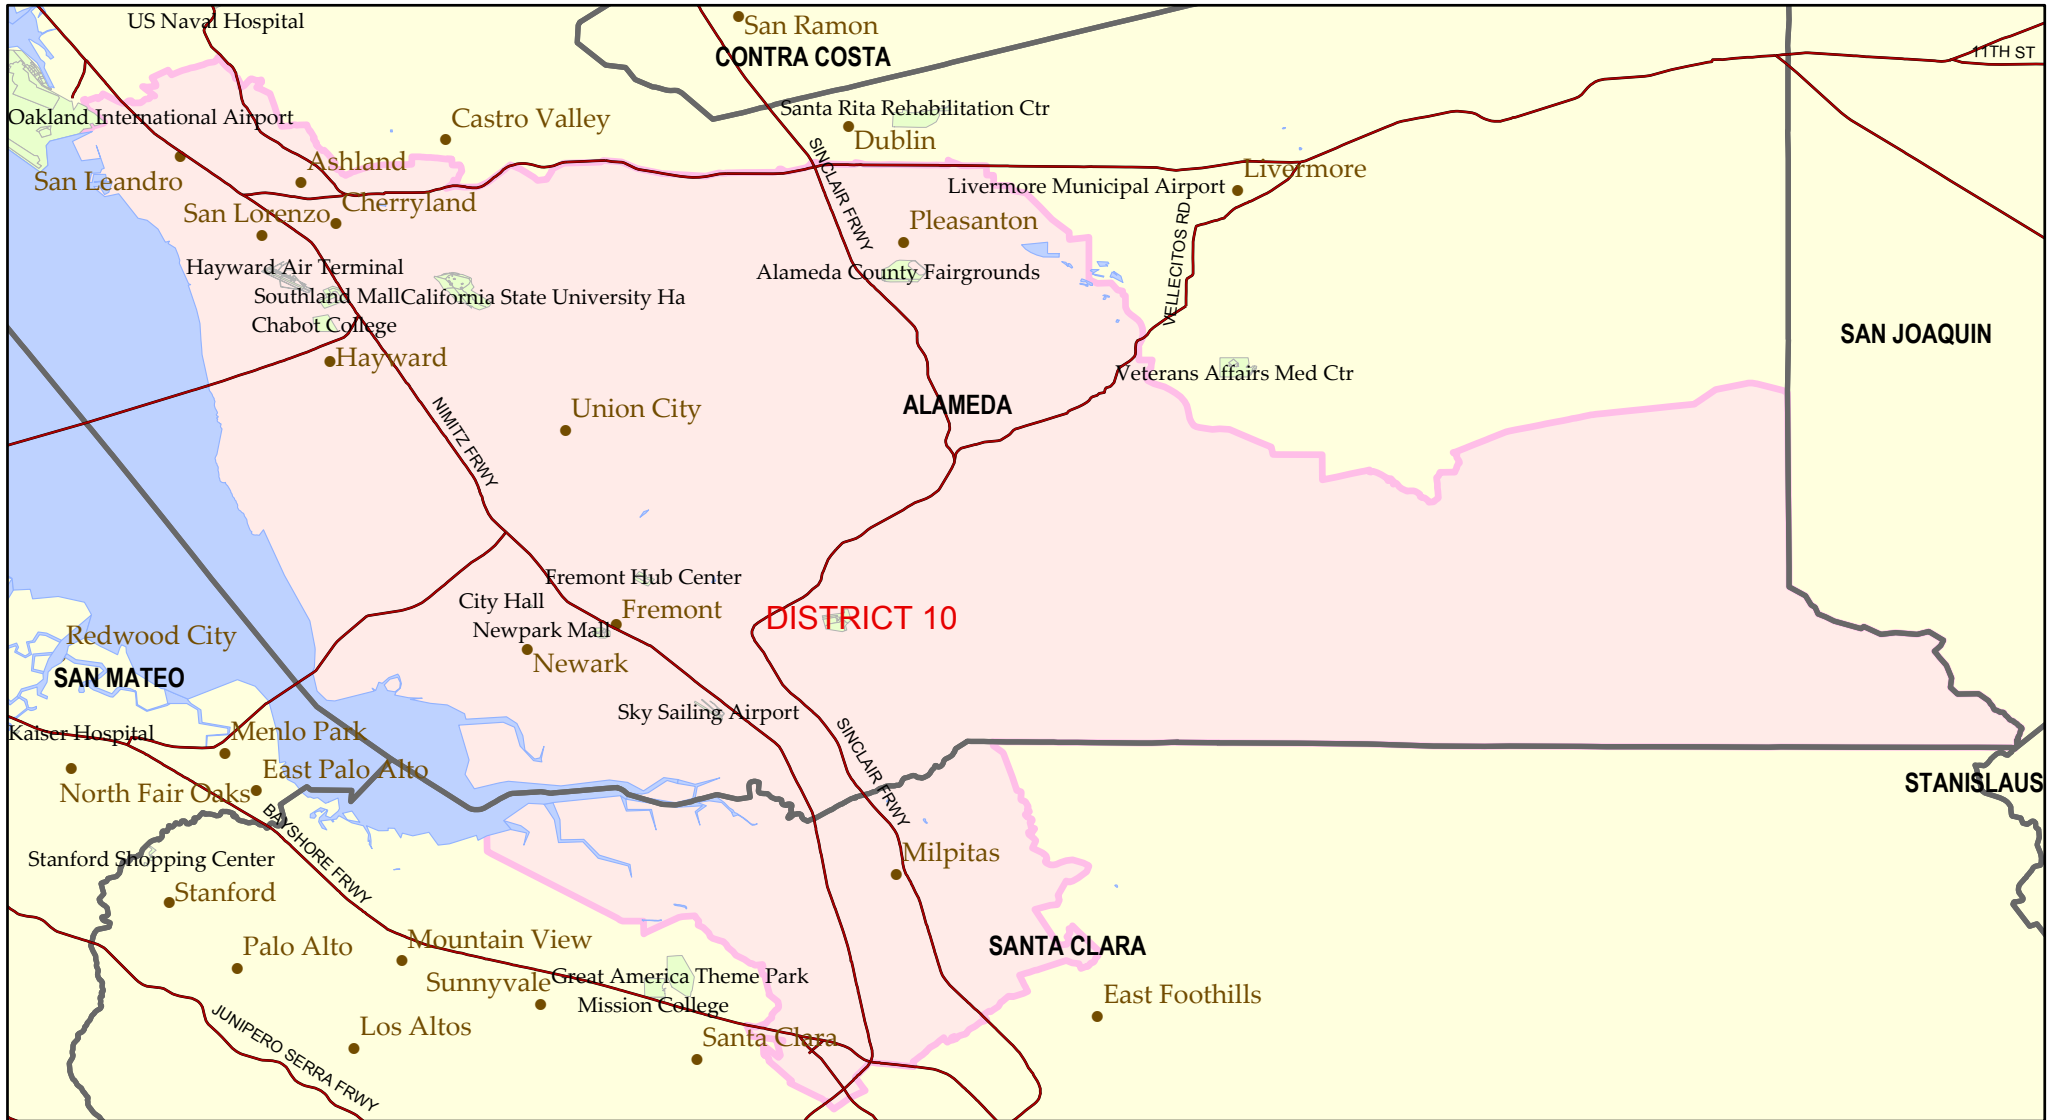 US Naval Hospital
San Ramon
CONTRA COSTA
11TH ST
Oakland International Airport
Castro Valley
Santa Rita Rehabilitation Ctr
Dublin
SINCLAIR FRWY
San Leandro
Ashland
Livermore Municipal Airport
Livermore
San Lorenzo
Cherryland
Pleasanton
VELLECITOS RD
Hayward Air Terminal
Alameda County Fairgrounds
Southland Mall
California State University Ha
Chabot College
SAN JOAQUIN
Hayward
Veterans Affairs Med Ctr
NIMITZ FRWY
Union City
ALAMEDA
Fremont Hub Center
City Hall
Fremont
DISTRICT 10
Newpark Mall
Redwood City
Newark
SAN MATEO
Sky Sailing Airport
Kaiser Hospital
Menlo Park
SINCLAIR FRWY
East Palo Alto
North Fair Oaks
STANISLAUS
BAYSHORE FRWY
Stanford Shopping Center
Milpitas
Stanford
Palo Alto
Mountain View
SANTA CLARA
Sunnyvale
Great America Theme Park
Mission College
East Foothills
JUNIPERO SERRA FRWY
Los Altos
Santa Clara